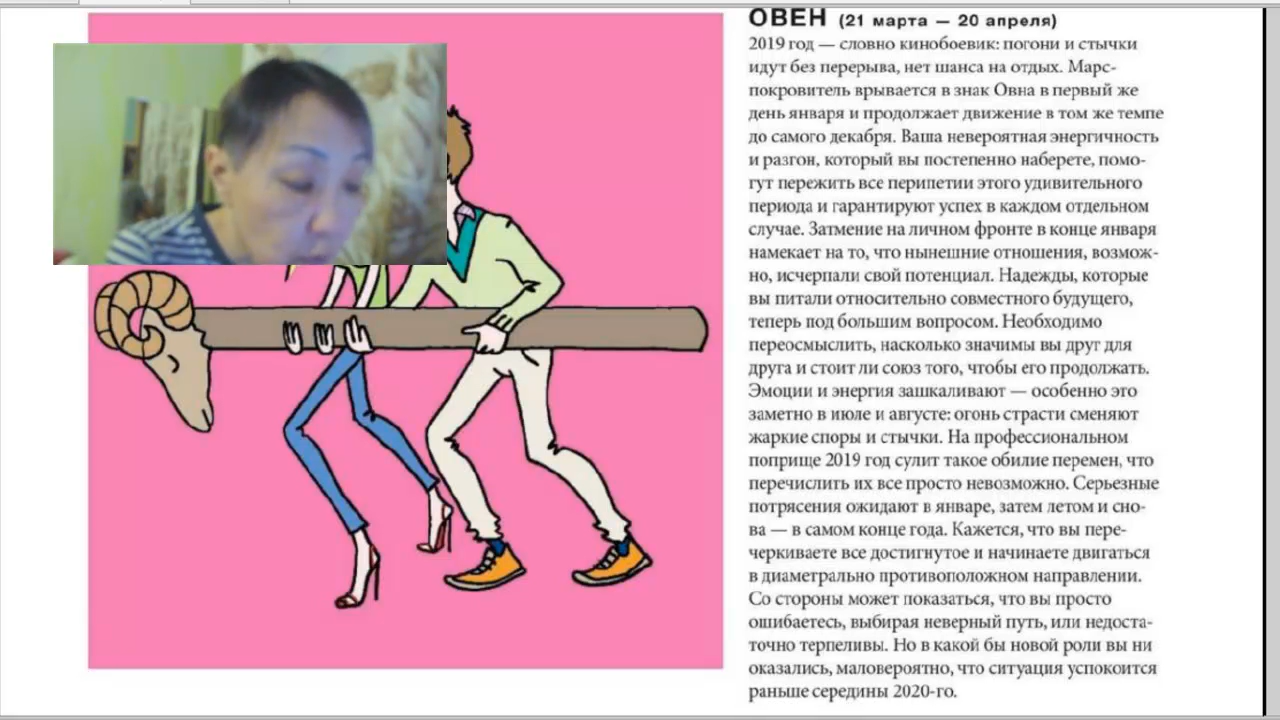 ОВЕН (21 марта — 20 апреля)
2019 год — словно кинобоевик: погони и стычки
идут без перерыва, нет шанса на отдых. Марс-
покровитель врывается в знак Овна в первый же
день января и продолжает движение в том же темпе
до самого декабря. Ваша невероятная энергичность
и разгон, который вы постепенно наберете, помо-
гут пережить все перипетии этого удивительного
периода и гарантируют успех в каждом отдельном
случае. Затмение на личном фронте в конце января
намекает на то, что нынешние отношения, возмож-
но, исчерпали свой потенциал. Надежды, которые
вы питали относительно совместного будущего,
теперь под большим вопросом. Необходимо
переосмыслить, насколько значимы вы друг для
друга и стоит ли союз того, чтобы его продолжать.
Эмоции и энергия зашкаливают — особенно это
заметно в июле и августе: огонь страсти сменяют
жаркие споры и стычки. На профессиональном
поприще 2019 год сулит такое обилие перемен, что
перечислить их все просто невозможно. Серьезные
потрясения ожидают в январе, затем летом и сно-
ва — в самом конце года. Кажется, что вы пере-
черкиваете все достигнутое и начинаете двигаться
в диаметрально противоположном направлении.
Со стороны может показаться, что вы просто
ошибаетесь, выбирая неверный путь, или недоста-
точно терпеливы. Но в какой бы новой роли вы ни
оказались, маловероятно, что ситуация успокоится
раньше середины 2020-го.